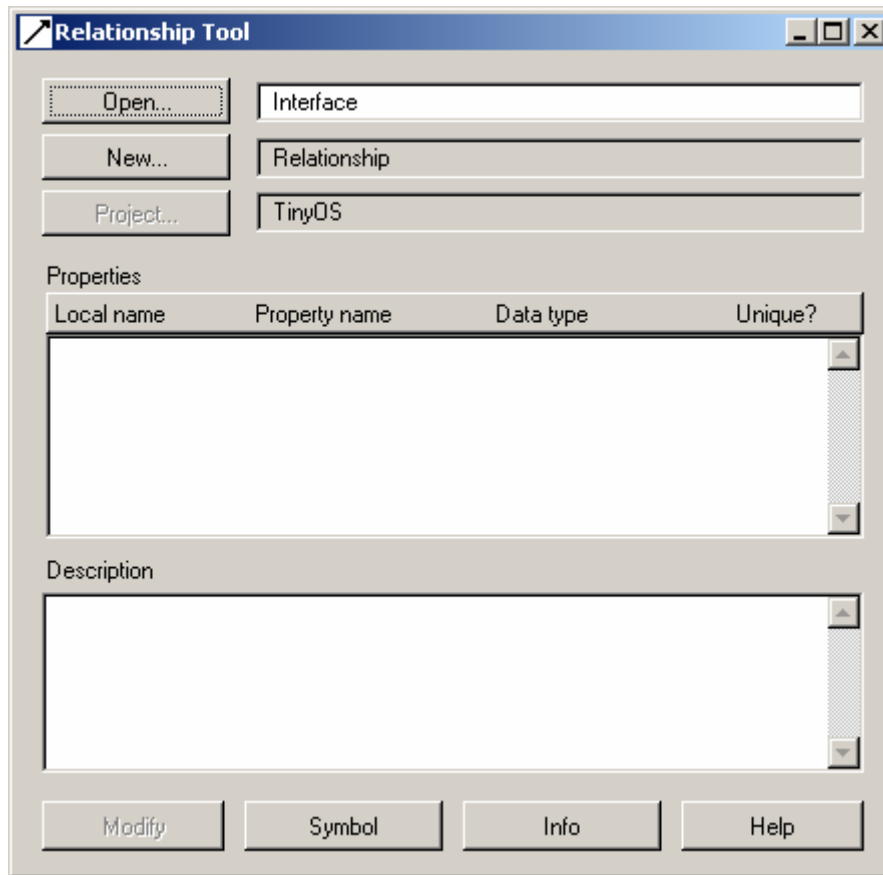 Relationship Tool
Open... Interface
New... Relationship
Project... TinyOS
Properties
Local name Property name Data type Unique?
Description
Modify Symbol Info Help